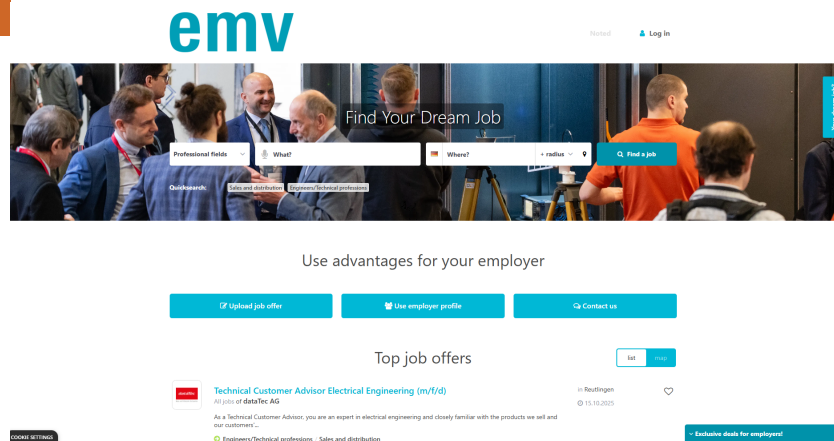 emv
Noted
Log in
Find Your Dream Job
Professional fields
What?
Where?
+ radius
Find a job
Quicksearch:
Sales and distribution
Engineers/Technical professions
Use advantages for your employer
Upload job offer
Use employer profile
Contact us
Top job offers
list
map
Technical Customer Advisor Electrical Engineering (m/f/d)
All jobs of dataTec AG
in Reutlingen
15.10.2025
As a Technical Customer Advisor, you are an expert in electrical engineering and closely familiar with the products we sell and
our customers'...
Engineers/Technical professions Sales and distribution
COOKIE SETTINGS
Exclusive deals for employers!